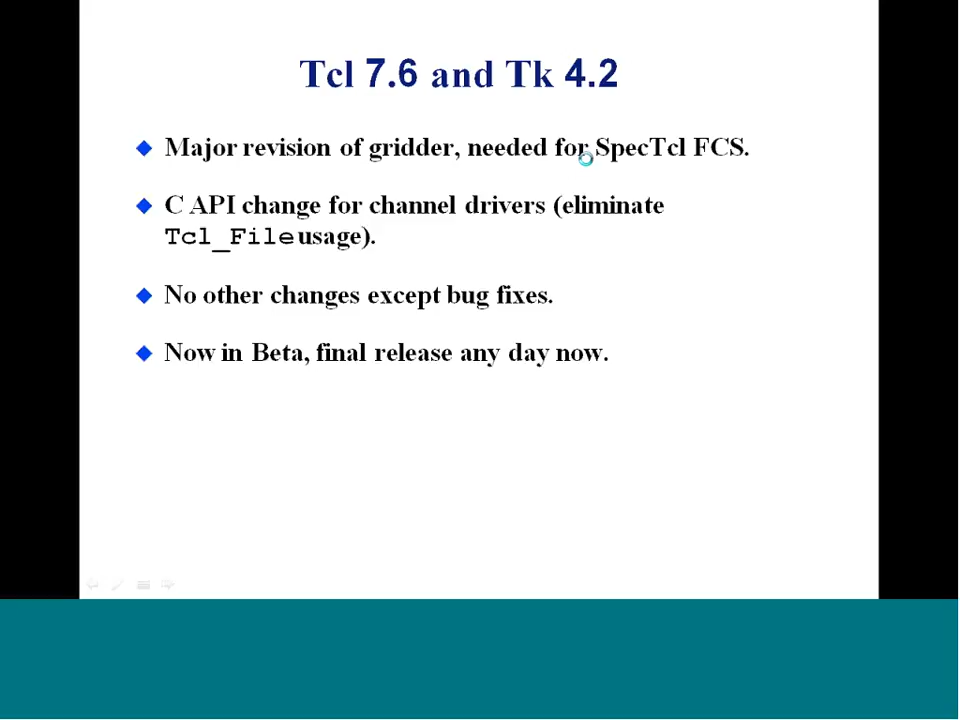 Tcl 7.6 and Tk 4.2
Major revision of gridder, needed for SpecTcl FCS.
C API change for channel drivers (eliminate
Tcl_File usage).
No other changes except bug fixes.
Now in Beta, final release any day now.